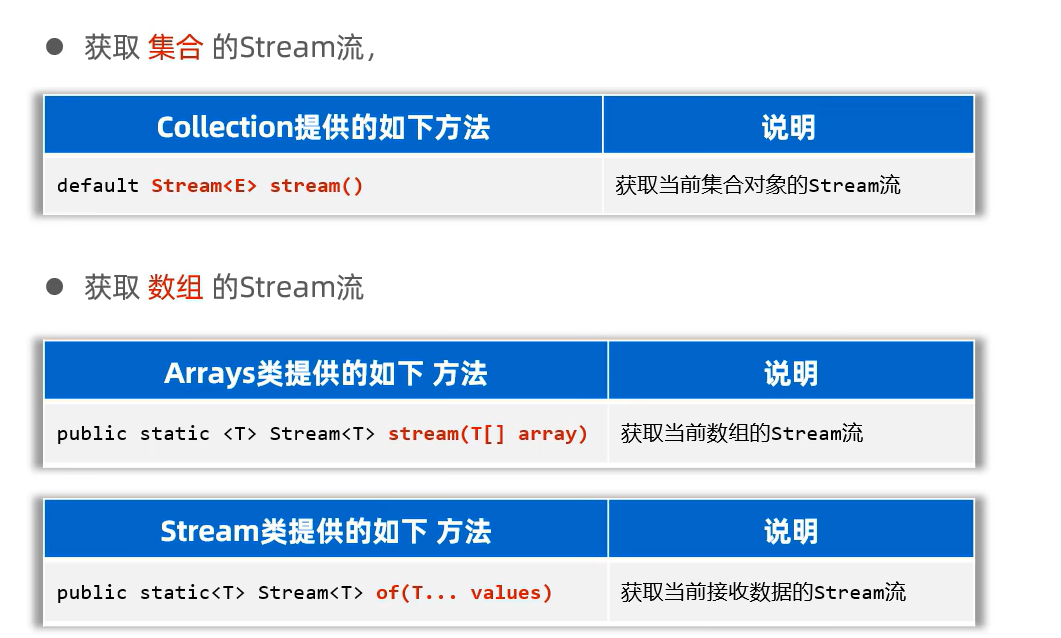 ● 获取 集合 的Stream流，
Collection提供的如下方法 说明
default Stream<E> stream() 获取当前集合对象的Stream流
● 获取 数组 的Stream流
Arrays类提供的如下 方法 说明
public static <T> Stream<T> stream(T[] array) 获取当前数组的Stream流
Stream类提供的如下 方法 说明
public static<T> Stream<T> of(T... values) 获取当前接收数据的Stream流